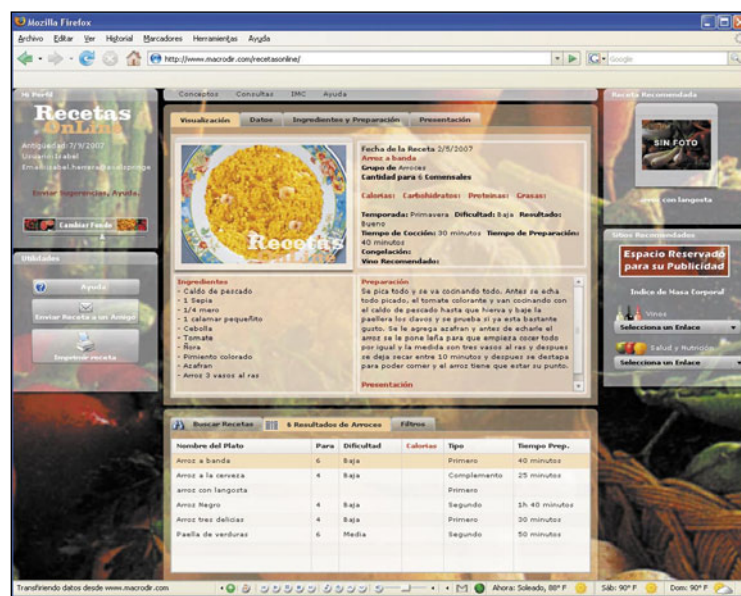 Mozilla Firefox
Archivo Editar Ver Historial Marcadores Herramientas Ayuda
http://www.macrodir.com/recetasonline/
Google
Mi Perfil
Recetas
OnLine
Antigüedad: 7/9/2007
Usuario: Isabel
Enviar Sugerencias, Ayuda.
Cambiar Fondo
Utilidades
Ayuda
Enviar Receta a un Amigo
Imprimir receta
Conceptos Consultas IMC Ayuda
Visualización Datos Ingredientes y Preparación Presentación
Recetas
Fecha de la Receta 2/5/2007
Arroz a banda
Grupo de Arroces
Cantidad para 6 Comensales
Calorías: Carbohidratos: Proteinas: Grasas:
Temporada: Primavera Dificultad: Baja Resultado:
Bueno
Tiempo de Cocción: 30 minutos Tiempo de Preparación:
40 minutos
Congelación:
Vino Recomendado:
Ingredientes
- Caldo de pescado
- 1 Sepia
- 1/4 mero
- 1 calamar pequeñito
- Cebolla
- Tomate
- Ñora
- Pimiento colorado
- Azafran
- Arroz 3 vasos al ras
Preparación
Se pica todo y se va cocinando todo. Antes se echa
todo picado, el tomate colorante y van cocinando con
el caldo de pescado hasta que hierva y baje la
paellera los clavos y se prueba si ya esta bastante
gusto. Se le agrega azafran y antes de echarle el
arroz se le pone leña para que empieza cocer todo
por igual y la medida son tres vasos al ras y despues
se deja secar entre 10 minutos y despues se destapa
para poder comer y el arroz tiene que estar su punto.
Presentación
Receta Recomendada
SIN FOTO
arroz con langosta
Sitios Recomendados
Espacio Reservado
para su Publicidad
Indice de Masa Corporal
Vinos
Selecciona un Enlace
Salud y Nutrición
Selecciona un Enlace
Buscar Recetas 6 Resultados de Arroces Filtros
Nombre del Plato Para Dificultad Calorías Tipo Tiempo Prep.
Arroz a banda 6 Baja Primero 40 minutos
Arroz a la cerveza 4 Baja Complemento 25 minutos
arroz con langosta Primero
Arroz Negro 4 Baja Segundo 1h 40 minutos
Arroz tres delicias 4 Baja Primero 30 minutos
Paella de verduras 6 Media Segundo 50 minutos
Transfiriendo datos desde www.macrodir.com Ahora: Soleado, 88° F Sáb: 90° F Dom: 90° F